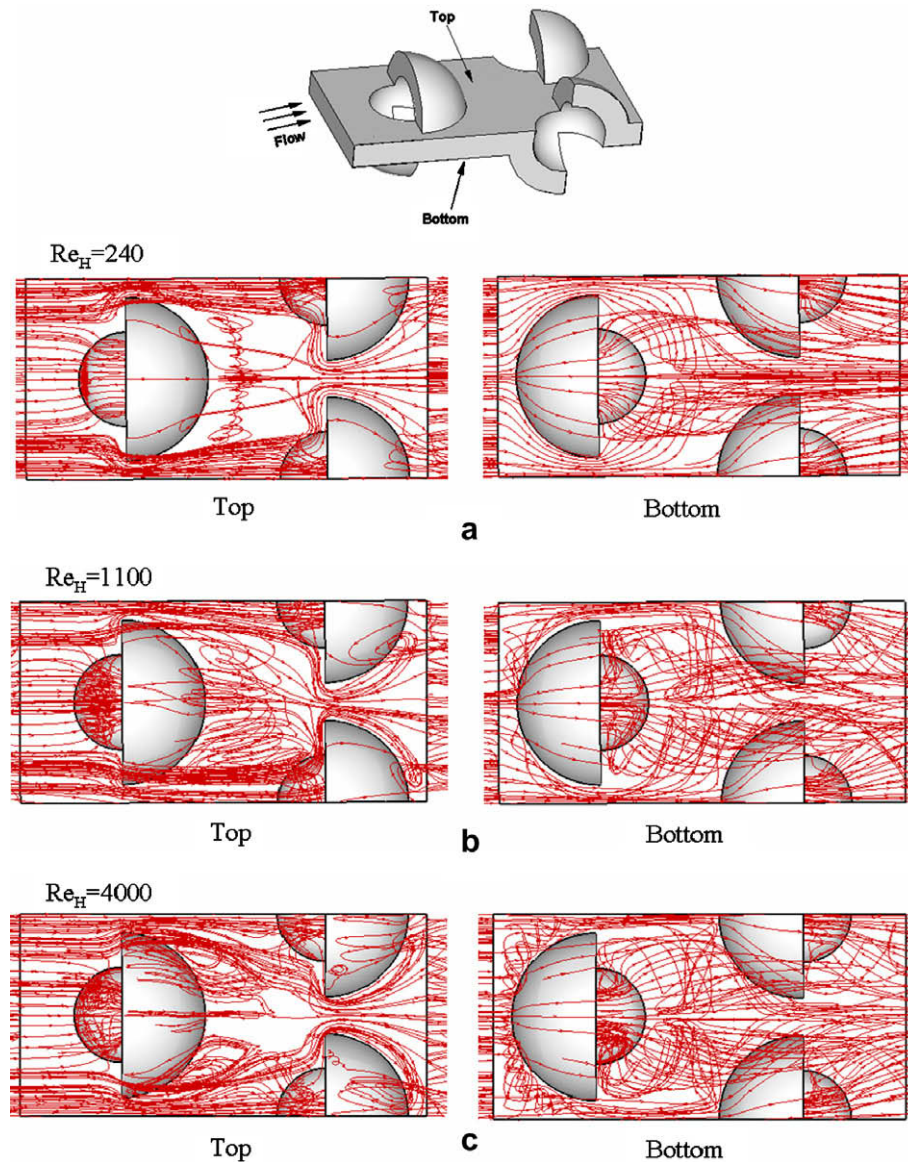 Top
Flow
Bottom
Re_H=240
Top
Bottom
a
Re_H=1100
Top
Bottom
b
Re_H=4000
Top
Bottom
c